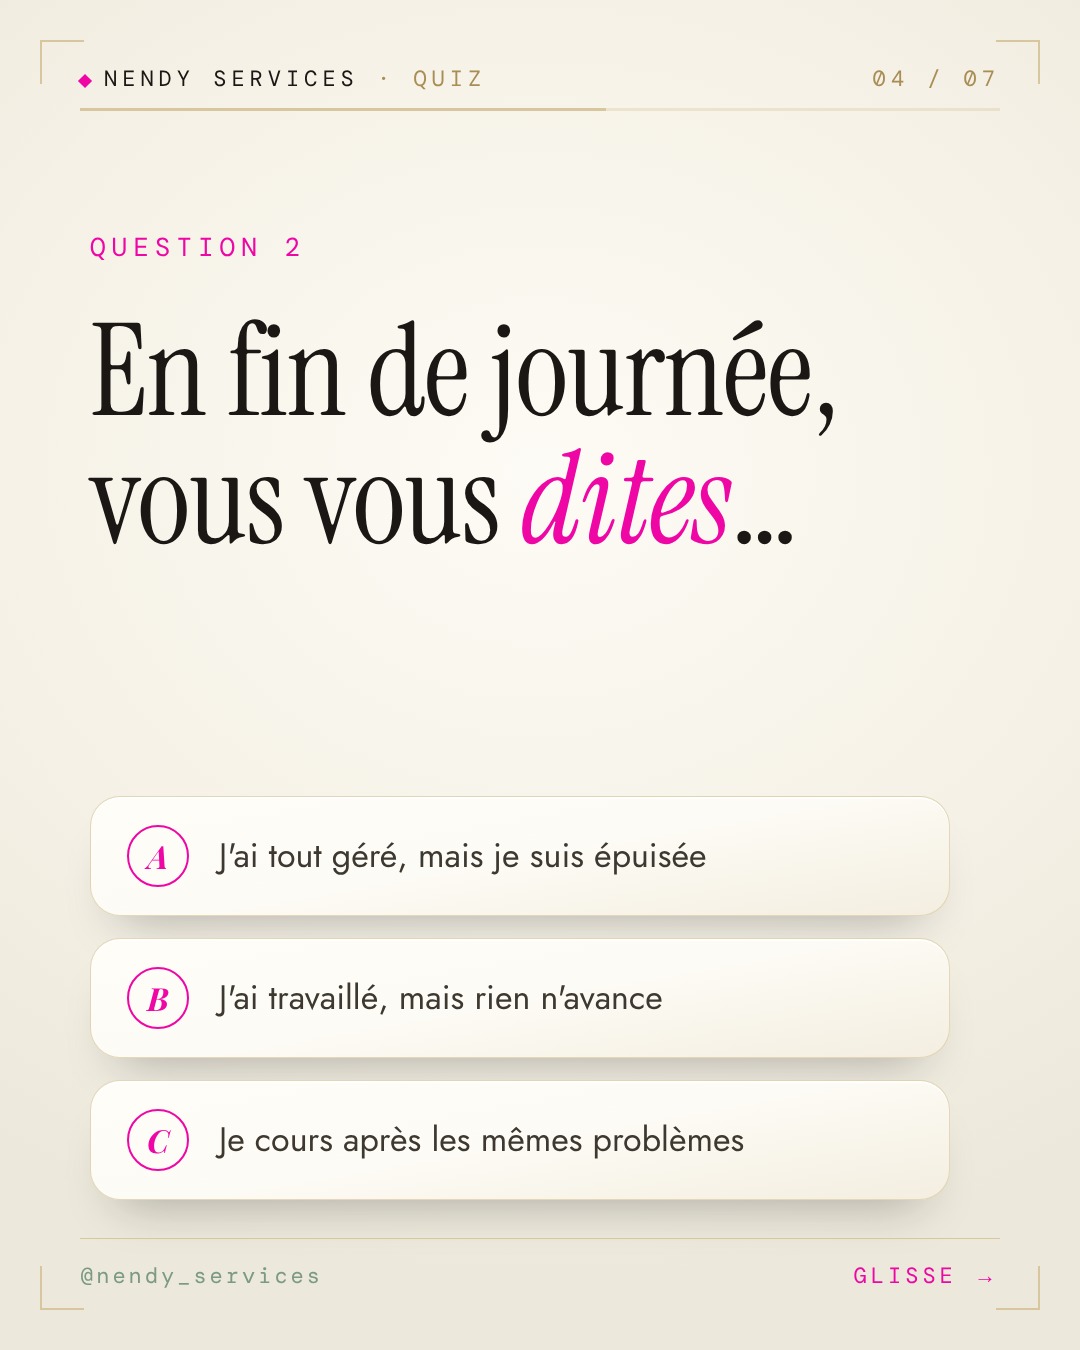 ◆ NENDY SERVICES · QUIZ
04 / 07
QUESTION 2
En fin de journée,
vous vous dites...
A J'ai tout géré, mais je suis épuisée
B J'ai travaillé, mais rien n'avance
C Je cours après les mêmes problèmes
@nendy_services
GLISSE →